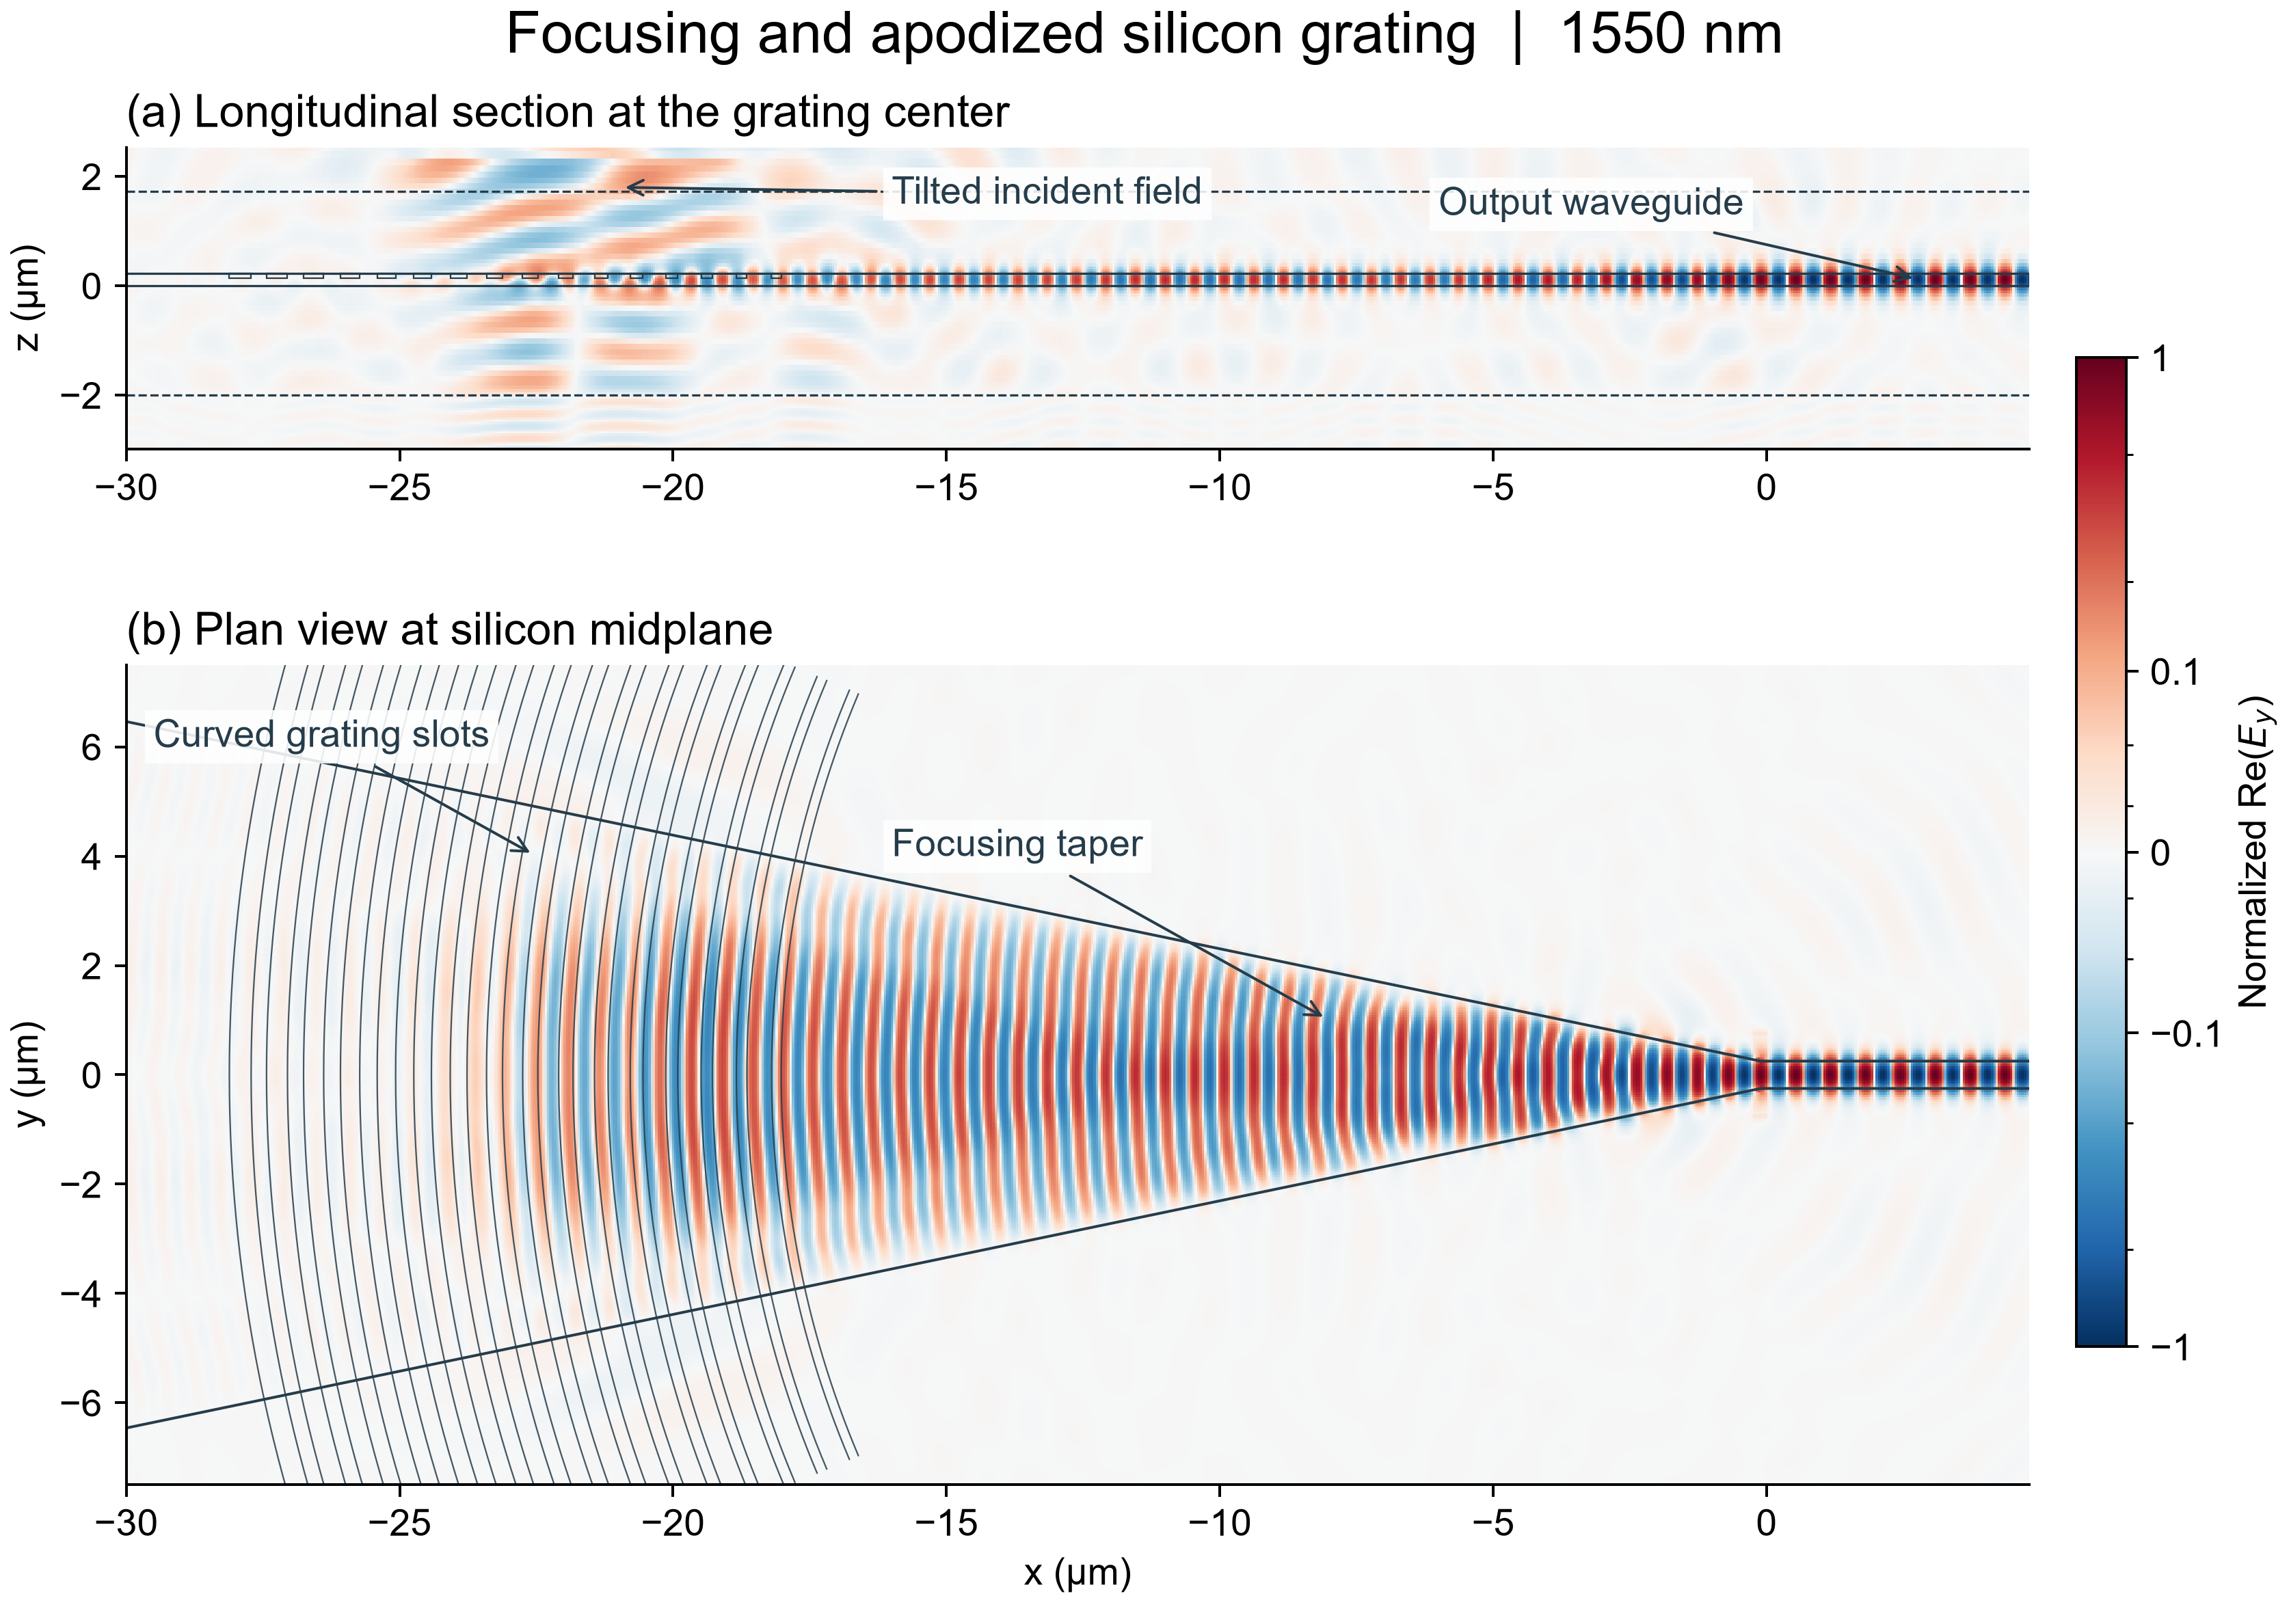 Focusing and apodized silicon grating | 1550 nm
(a) Longitudinal section at the grating center
2
0
−2
z (μm)
Tilted incident field
Output waveguide
−30
−25
−20
−15
−10
−5
0
(b) Plan view at silicon midplane
6
4
2
0
−2
−4
−6
y (μm)
Curved grating slots
Focusing taper
−30
−25
−20
−15
−10
−5
0
x (μm)
1
0.1
0
−0.1
−1
Normalized Re(E_y)